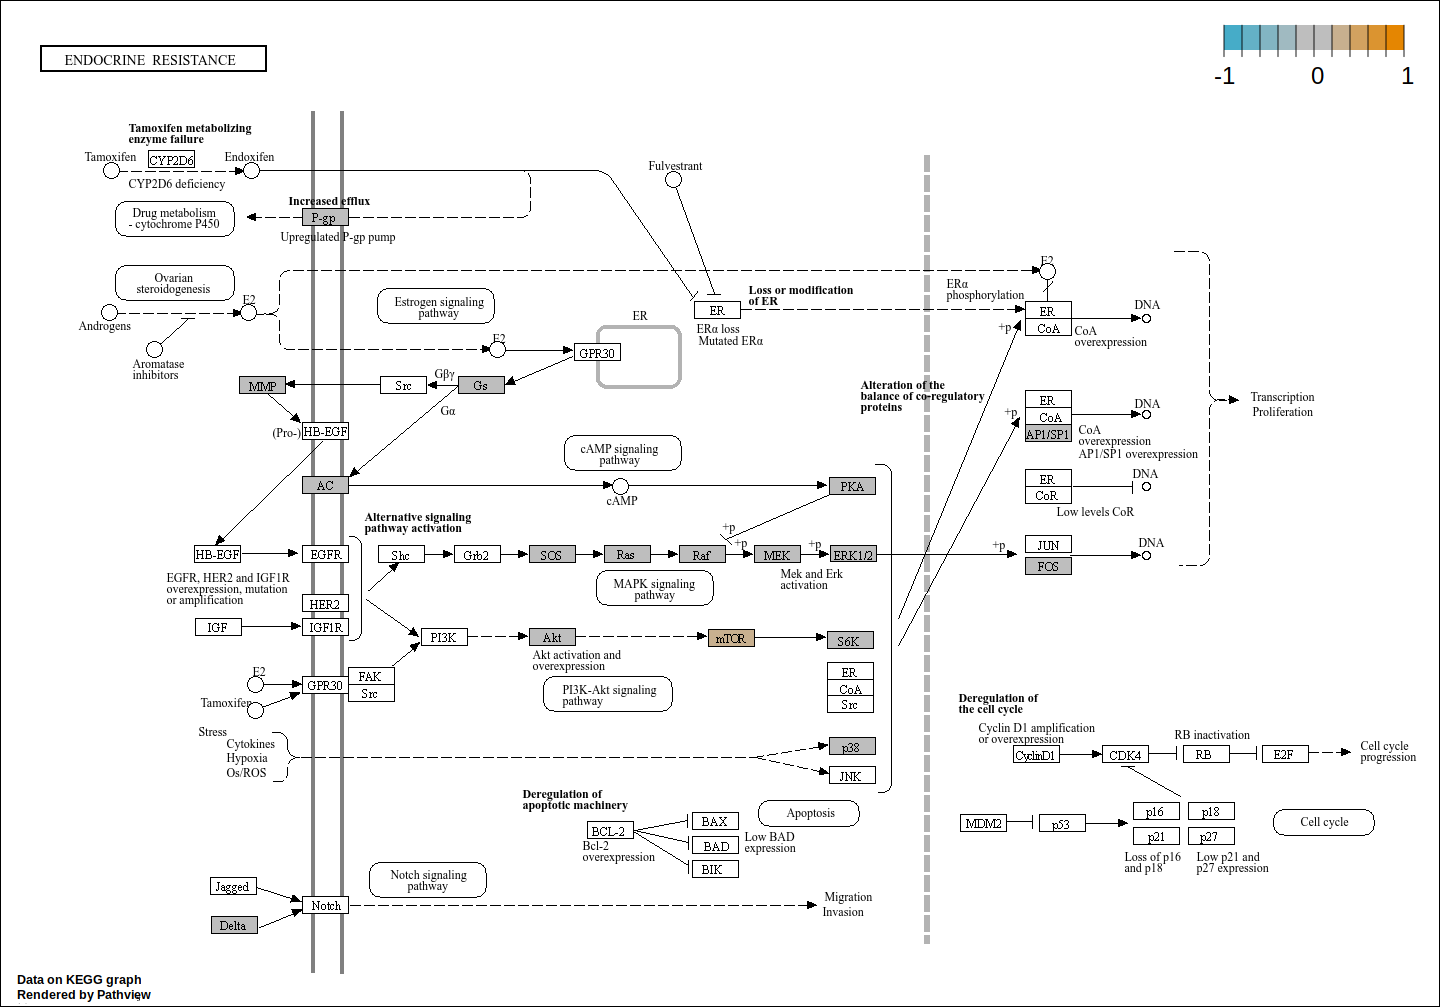 ENDOCRINE RESISTANCE
-1 0 1
Tamoxifen metabolizing
enzyme failure
Tamoxifen
CYP2D6
Endoxifen
CYP2D6 deficiency
Fulvestrant
Increased efflux
Drug metabolism
- cytochrome P450
P-gp
Upregulated P-gp pump
Ovarian
steroidogenesis
E2
Androgens
Aromatase
inhibitors
Estrogen signaling
pathway
E2
ER
GPR30
ER
Loss or modification
of ER
ERα loss
Mutated ERα
E2
ERα
phosphorylation
ER
CoA
+p
DNA
CoA
overexpression
MMP
Src
Gβγ
Gs
Gα
(Pro-)
HB-EGF
Alteration of the
balance of co-regulatory
proteins
+p
ER
CoA
AP1/SP1
DNA
CoA
overexpression
AP1/SP1 overexpression
Transcription
Proliferation
cAMP signaling
pathway
AC
cAMP
PKA
ER
CoR
DNA
Low levels CoR
Alternative signaling
pathway activation
+p
+p
+p
+p
HB-EGF
EGFR
Shc
Grb2
SOS
Ras
Raf
MEK
ERK1/2
JUN
FOS
DNA
EGFR, HER2 and IGF1R
overexpression, mutation
or amplification
MAPK signaling
pathway
Mek and Erk
activation
HER2
IGF
IGF1R
PI3K
Akt
mTOR
S6K
Akt activation and
overexpression
E2
GPR30
FAK
Src
Tamoxifen
PI3K-Akt signaling
pathway
ER
CoA
Src
Stress
Cytokines
Hypoxia
Os/ROS
p38
JNK
Deregulation of
the cell cycle
Cyclin D1 amplification
or overexpression
RB inactivation
CyclinD1
CDK4
RB
E2F
Cell cycle
progression
Deregulation of
apoptotic machinery
BCL-2
Bcl-2
overexpression
BAX
BAD
BIK
Low BAD
expression
Apoptosis
MDM2
p53
p16
p18
p21
p27
Loss of p16
and p18
Low p21 and
p27 expression
Cell cycle
Notch signaling
pathway
Jagged
Delta
Notch
Migration
Invasion
Data on KEGG graph
Rendered by Pathview